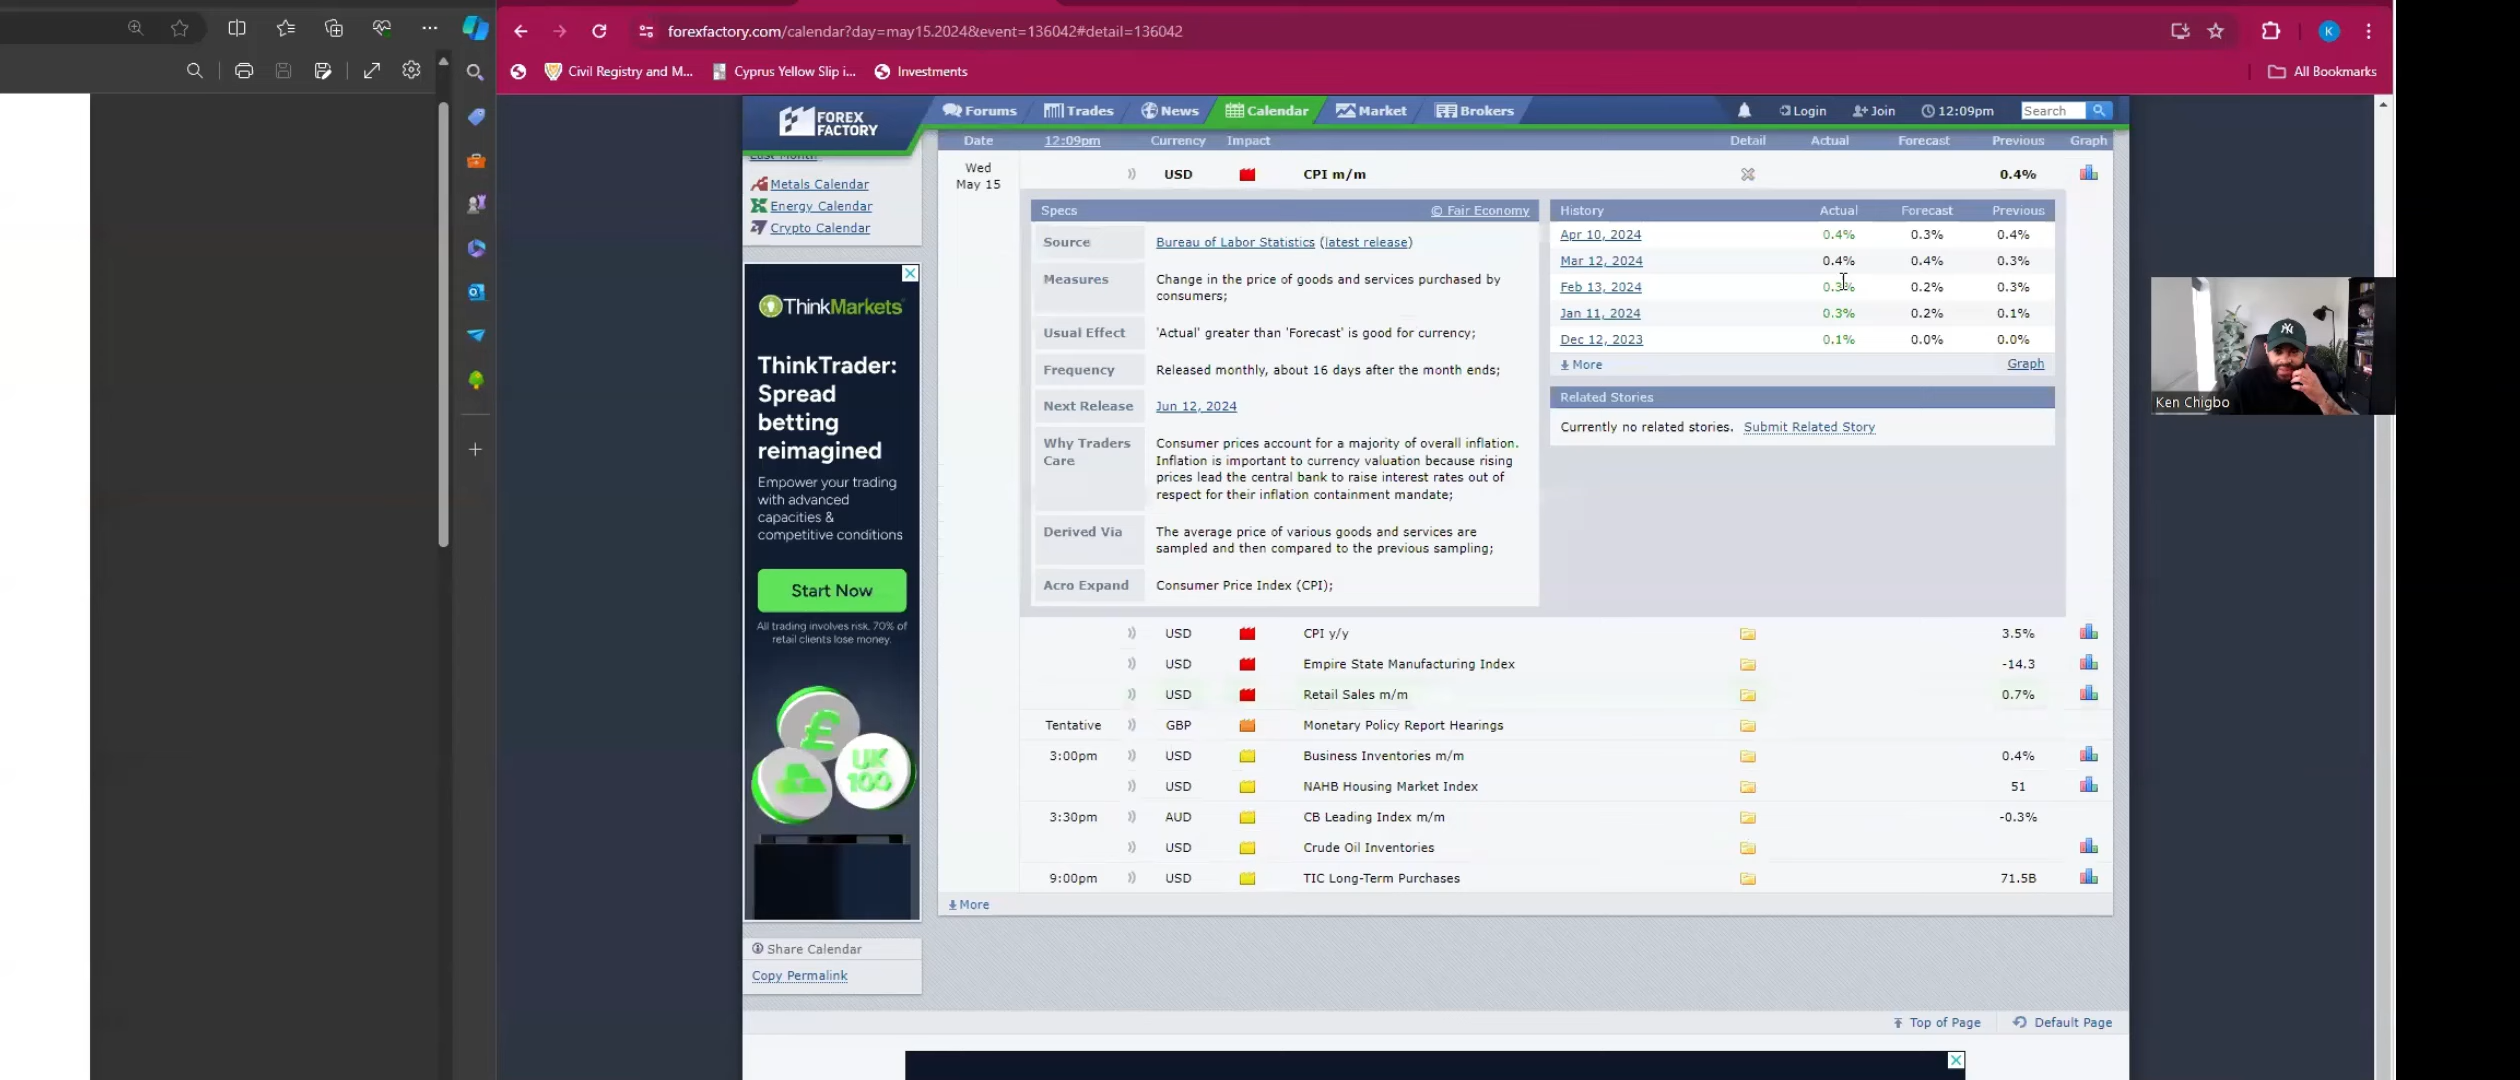 forexfactory.com/calendar?day=may15.2024&event=136042#detail=136042
K
Civil Registry and M...
Cyprus Yellow Slip i...
Investments
All Bookmarks
FOREX
FACTORY
Forums
Trades
News
Calendar
Market
Brokers
Login
Join
12:09pm
Search
Date
12:09pm
Currency
Impact
Detail
Actual
Forecast
Previous
Graph
Last Month
Metals Calendar
Energy Calendar
Crypto Calendar
Wed
May 15
USD
CPI m/m
0.4%
Specs
© Fair Economy
Source
Bureau of Labor Statistics (latest release)
Measures
Change in the price of goods and services purchased by
consumers;
Usual Effect
'Actual' greater than 'Forecast' is good for currency;
Frequency
Released monthly, about 16 days after the month ends;
Next Release
Jun 12, 2024
Why Traders
Care
Consumer prices account for a majority of overall inflation.
Inflation is important to currency valuation because rising
prices lead the central bank to raise interest rates out of
respect for their inflation containment mandate;
Derived Via
The average price of various goods and services are
sampled and then compared to the previous sampling;
Acro Expand
Consumer Price Index (CPI);
History Actual Forecast Previous
Apr 10, 2024 0.4% 0.3% 0.4%
Mar 12, 2024 0.4% 0.4% 0.3%
Feb 13, 2024 0.3% 0.2% 0.3%
Jan 11, 2024 0.3% 0.2% 0.1%
Dec 12, 2023 0.1% 0.0% 0.0%
More
Graph
Related Stories
Currently no related stories. Submit Related Story
USD CPI y/y 3.5%
USD Empire State Manufacturing Index -14.3
USD Retail Sales m/m 0.7%
Tentative GBP Monetary Policy Report Hearings
3:00pm USD Business Inventories m/m 0.4%
USD NAHB Housing Market Index 51
3:30pm AUD CB Leading Index m/m -0.3%
USD Crude Oil Inventories
9:00pm USD TIC Long-Term Purchases 71.5B
More
ThinkMarkets
ThinkTrader:
Spread
betting
reimagined
Empower your trading
with advanced
capacities &
competitive conditions
Start Now
All trading involves risk. 70% of
retail clients lose money.
£
UK
100
Share Calendar
Copy Permalink
Top of Page
Default Page
Ken Chigbo